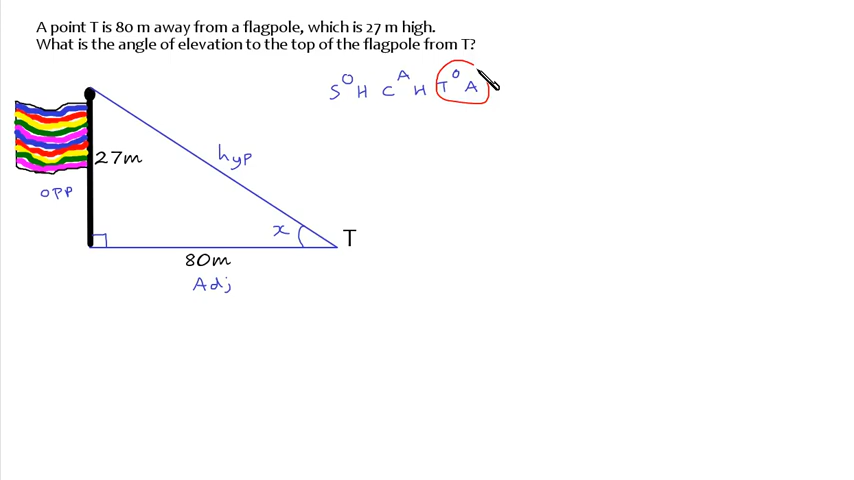 A point T is 80 m away from a flagpole, which is 27 m high.
What is the angle of elevation to the top of the flagpole from T?
S O H C A H T O A
27m
hyp
opp
x
T
80m
Adj